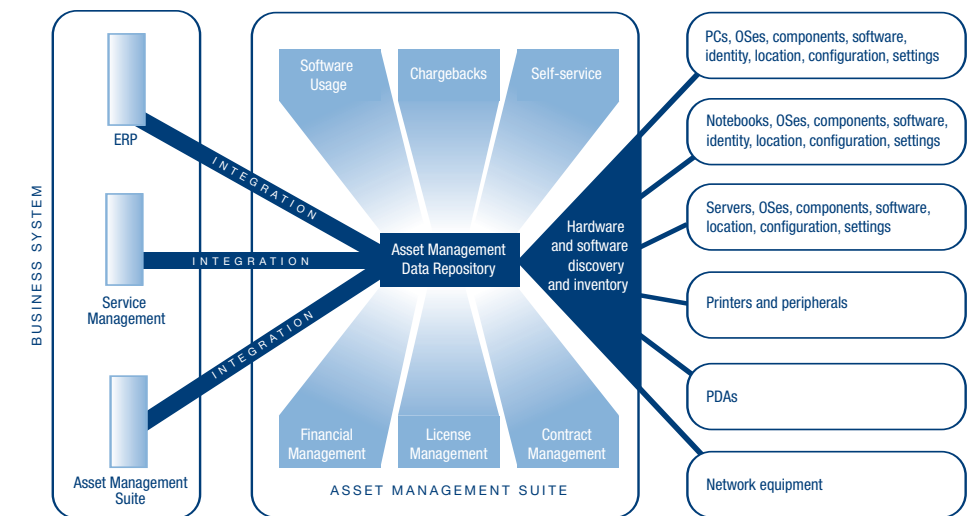 BUSINESS SYSTEM
ERP
Service
Management
Asset Management
Suite
INTEGRATION
INTEGRATION
INTEGRATION
Software
Usage
Chargebacks
Self-service
Asset Management
Data Repository
Financial
Management
License
Management
Contract
Management
ASSET MANAGEMENT SUITE
Hardware
and software
discovery
and inventory
PCs, OSes, components, software,
identity, location, configuration, settings
Notebooks, OSes, components, software,
identity, location, configuration, settings
Servers, OSes, components, software,
location, configuration, settings
Printers and peripherals
PDAs
Network equipment